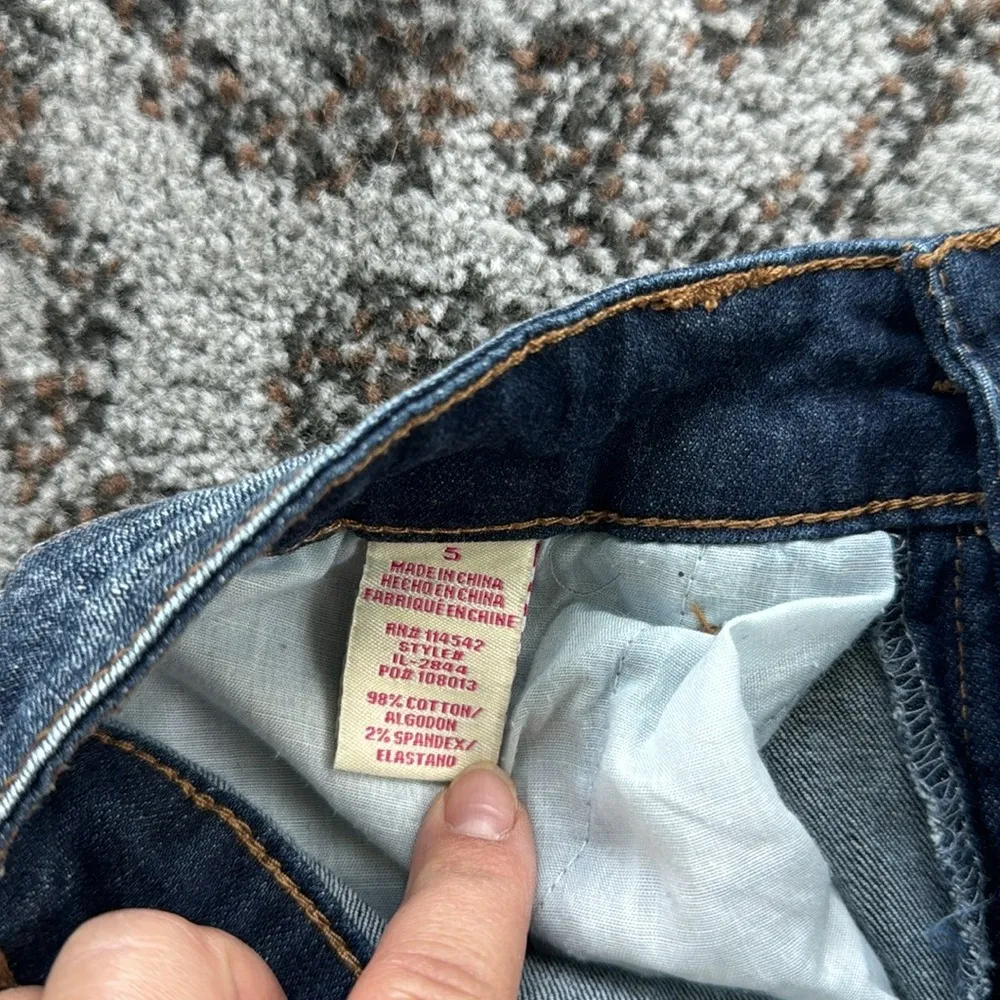 5
MADE IN CHINA
HECHO EN CHINA
FABRIQUÉ EN CHINE
RN# 114542
STYLE#
IL-2844
PO# 108013
98% COTTON/
ALGODON
2% SPANDEX/
ELASTANO